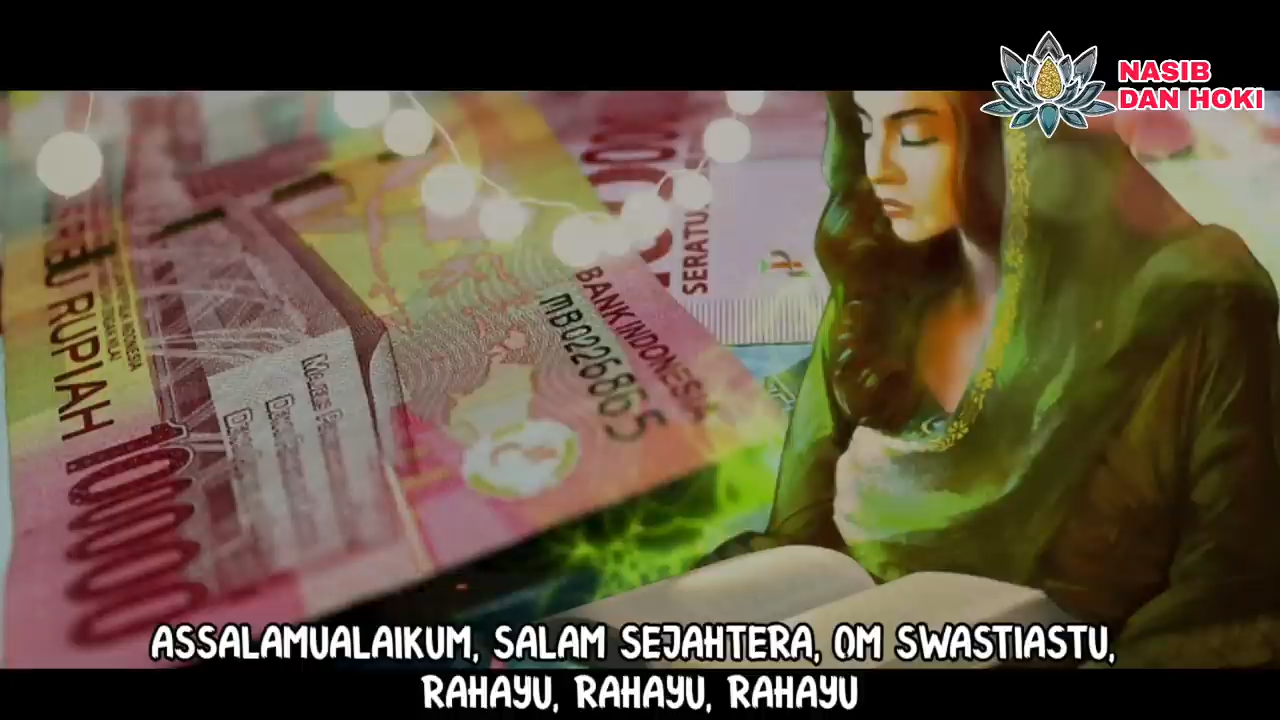 NASIB
DAN HOKI
SERATU
BANK INDONESIA
MB0226865
RUPIAH
100000
ASSALAMUALAIKUM, SALAM SEJAHTERA, OM SWASTIASTU,
RAHAYU, RAHAYU, RAHAYU